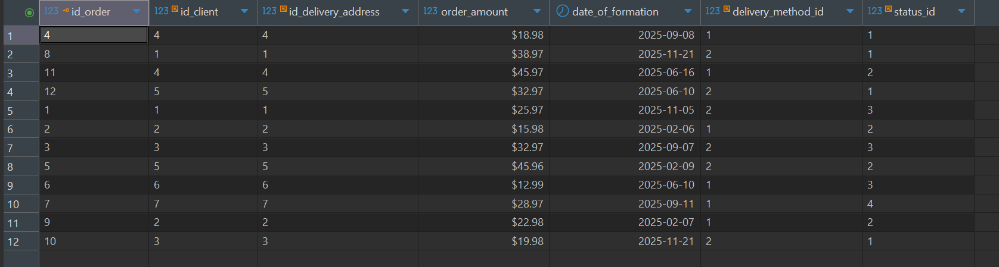 123 id_order 123 id_client 123 id_delivery_address 123 order_amount date_of_formation 123 delivery_method_id 123 status_id
1 4 4 4 $18.98 2025-09-08 1 1
2 8 1 1 $38.97 2025-11-21 2 1
3 11 4 4 $45.97 2025-06-16 1 2
4 12 5 5 $32.97 2025-06-10 2 1
5 1 1 1 $25.97 2025-11-05 2 3
6 2 2 2 $15.98 2025-02-06 1 2
7 3 3 3 $32.97 2025-09-07 2 3
8 5 5 5 $45.96 2025-02-09 2 2
9 6 6 6 $12.99 2025-06-10 1 3
10 7 7 7 $28.97 2025-09-11 1 4
11 9 2 2 $22.98 2025-02-07 1 2
12 10 3 3 $19.98 2025-11-21 2 1